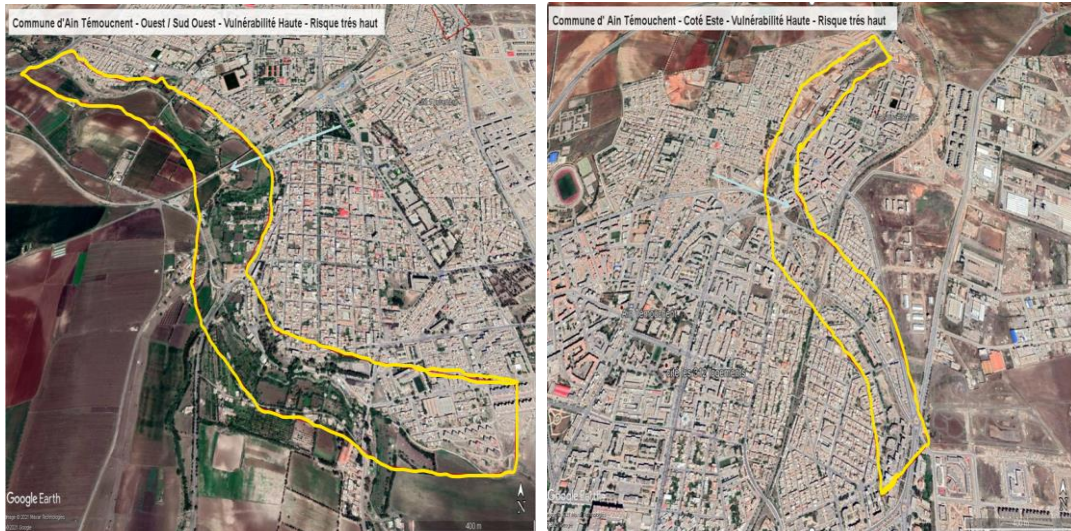 Commune d'Ain Témoucnent - Ouest / Sud Ouest - Vulnérabilité Haute - Risque trés haut
Google Earth
400 m
N
Commune d' Ain Témouchent - Coté Este - Vulnérabilité Haute - Risque trés haut
Google Earth
N